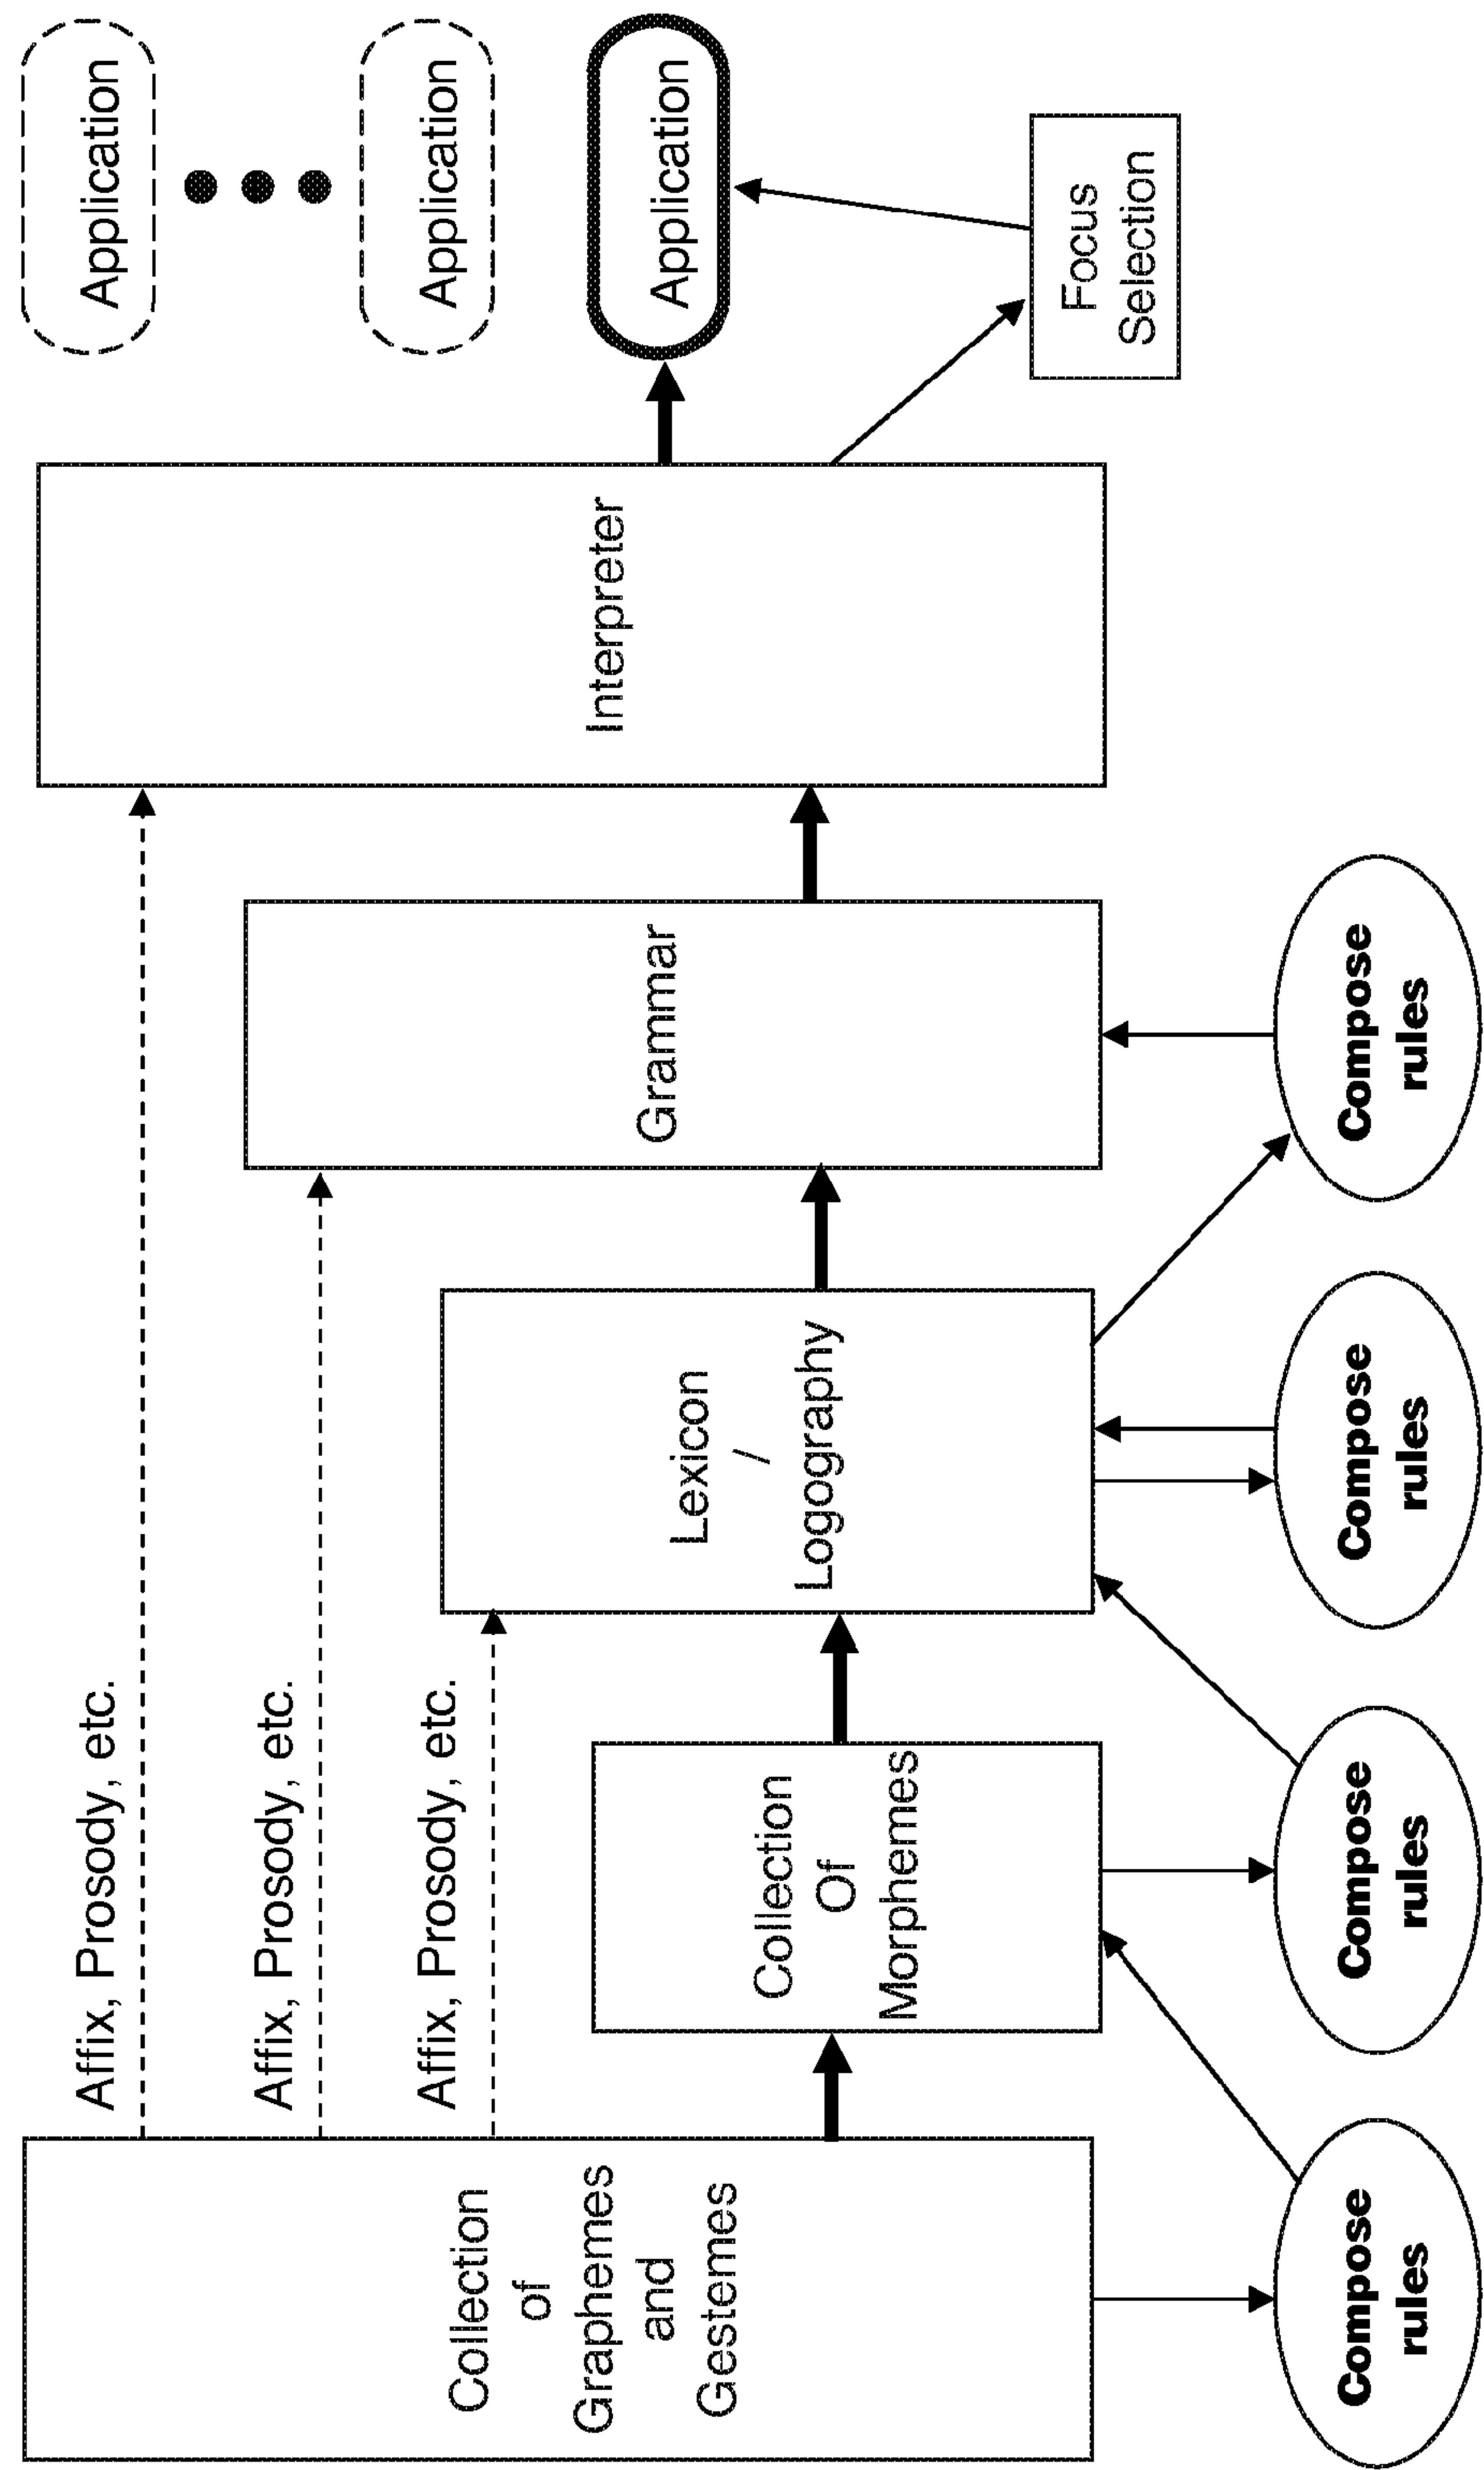 Affix, Prosody, etc.
Affix, Prosody, etc.
Affix, Prosody, etc.
Collection
of
Graphemes
and
Gestemes
Collection
Of
Morphemes
Lexicon
/
Logography
Grammar
Interpreter
Application
Application
Application
Focus
Selection
Compose
rules
Compose
rules
Compose
rules
Compose
rules